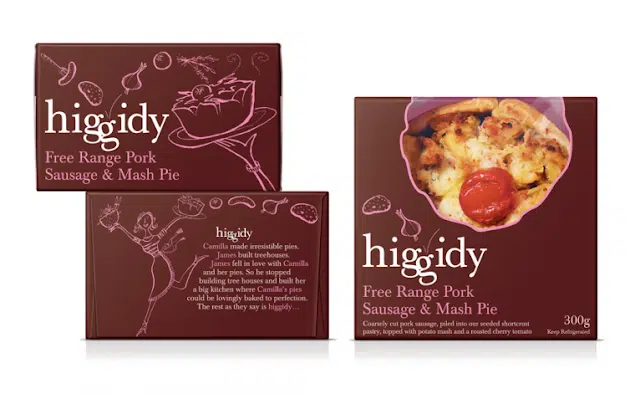 higgidy
Free Range Pork
Sausage & Mash Pie
higgidy
Camilla made irresistible pies.
James built treehouses.
James fell in love with Camilla
and her pies. So he stopped
building tree houses and built her
a big kitchen where Camilla's pies
could be lovingly baked to perfection.
The rest as they say is higgidy...
higgidy
Free Range Pork
Sausage & Mash Pie
Coarsely cut pork sausage, piled into our seeded shortcrust
pastry, topped with potato mash and a roasted cherry tomato
300g
Keep Refrigerated